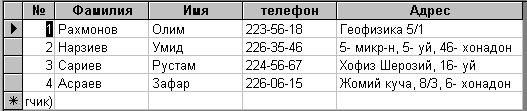 № Фамилия Имя телефон Адрес
1 Рахмонов Олим 223-56-18 Геофизика 5/1
2 Нарзиев Умид 226-35-46 5- микр-н, 5- уй, 46- хонадон
3 Сариев Рустам 224-56-67 Хофиз Шерозий, 16- уй
4 Асраев Зафар 226-06-15 Жомий куча, 8/3, 6- хонадон
гчик)